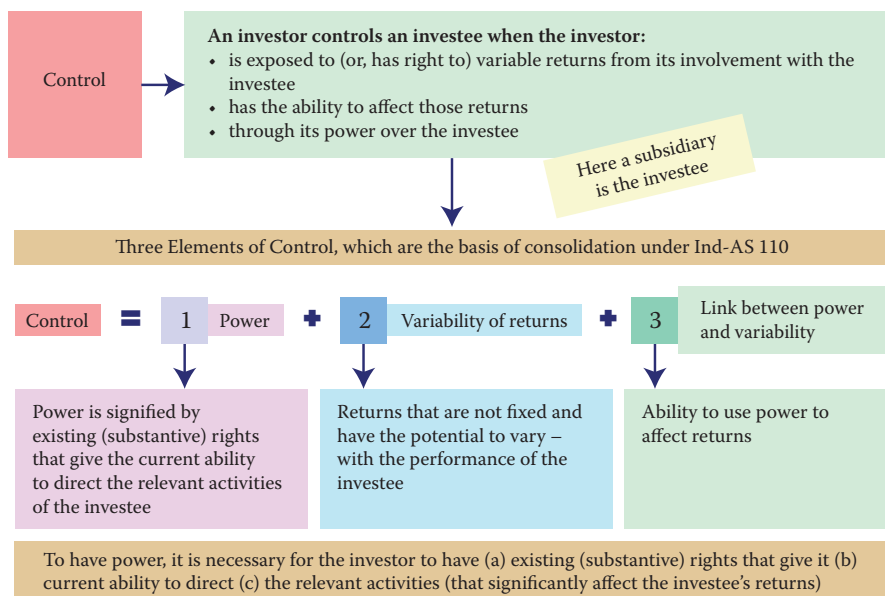 Control
An investor controls an investee when the investor:
• is exposed to (or, has right to) variable returns from its involvement with the
investee
• has the ability to affect those returns
• through its power over the investee
Here a subsidiary
is the investee
Three Elements of Control, which are the basis of consolidation under Ind-AS 110
Control = 1 Power + 2 Variability of returns + 3 Link between power
and variability
Power is signified by
existing (substantive) rights
that give the current ability
to direct the relevant activities
of the investee
Returns that are not fixed and
have the potential to vary –
with the performance of the
investee
Ability to use power to
affect returns
To have power, it is necessary for the investor to have (a) existing (substantive) rights that give it (b)
current ability to direct (c) the relevant activities (that significantly affect the investee's returns)